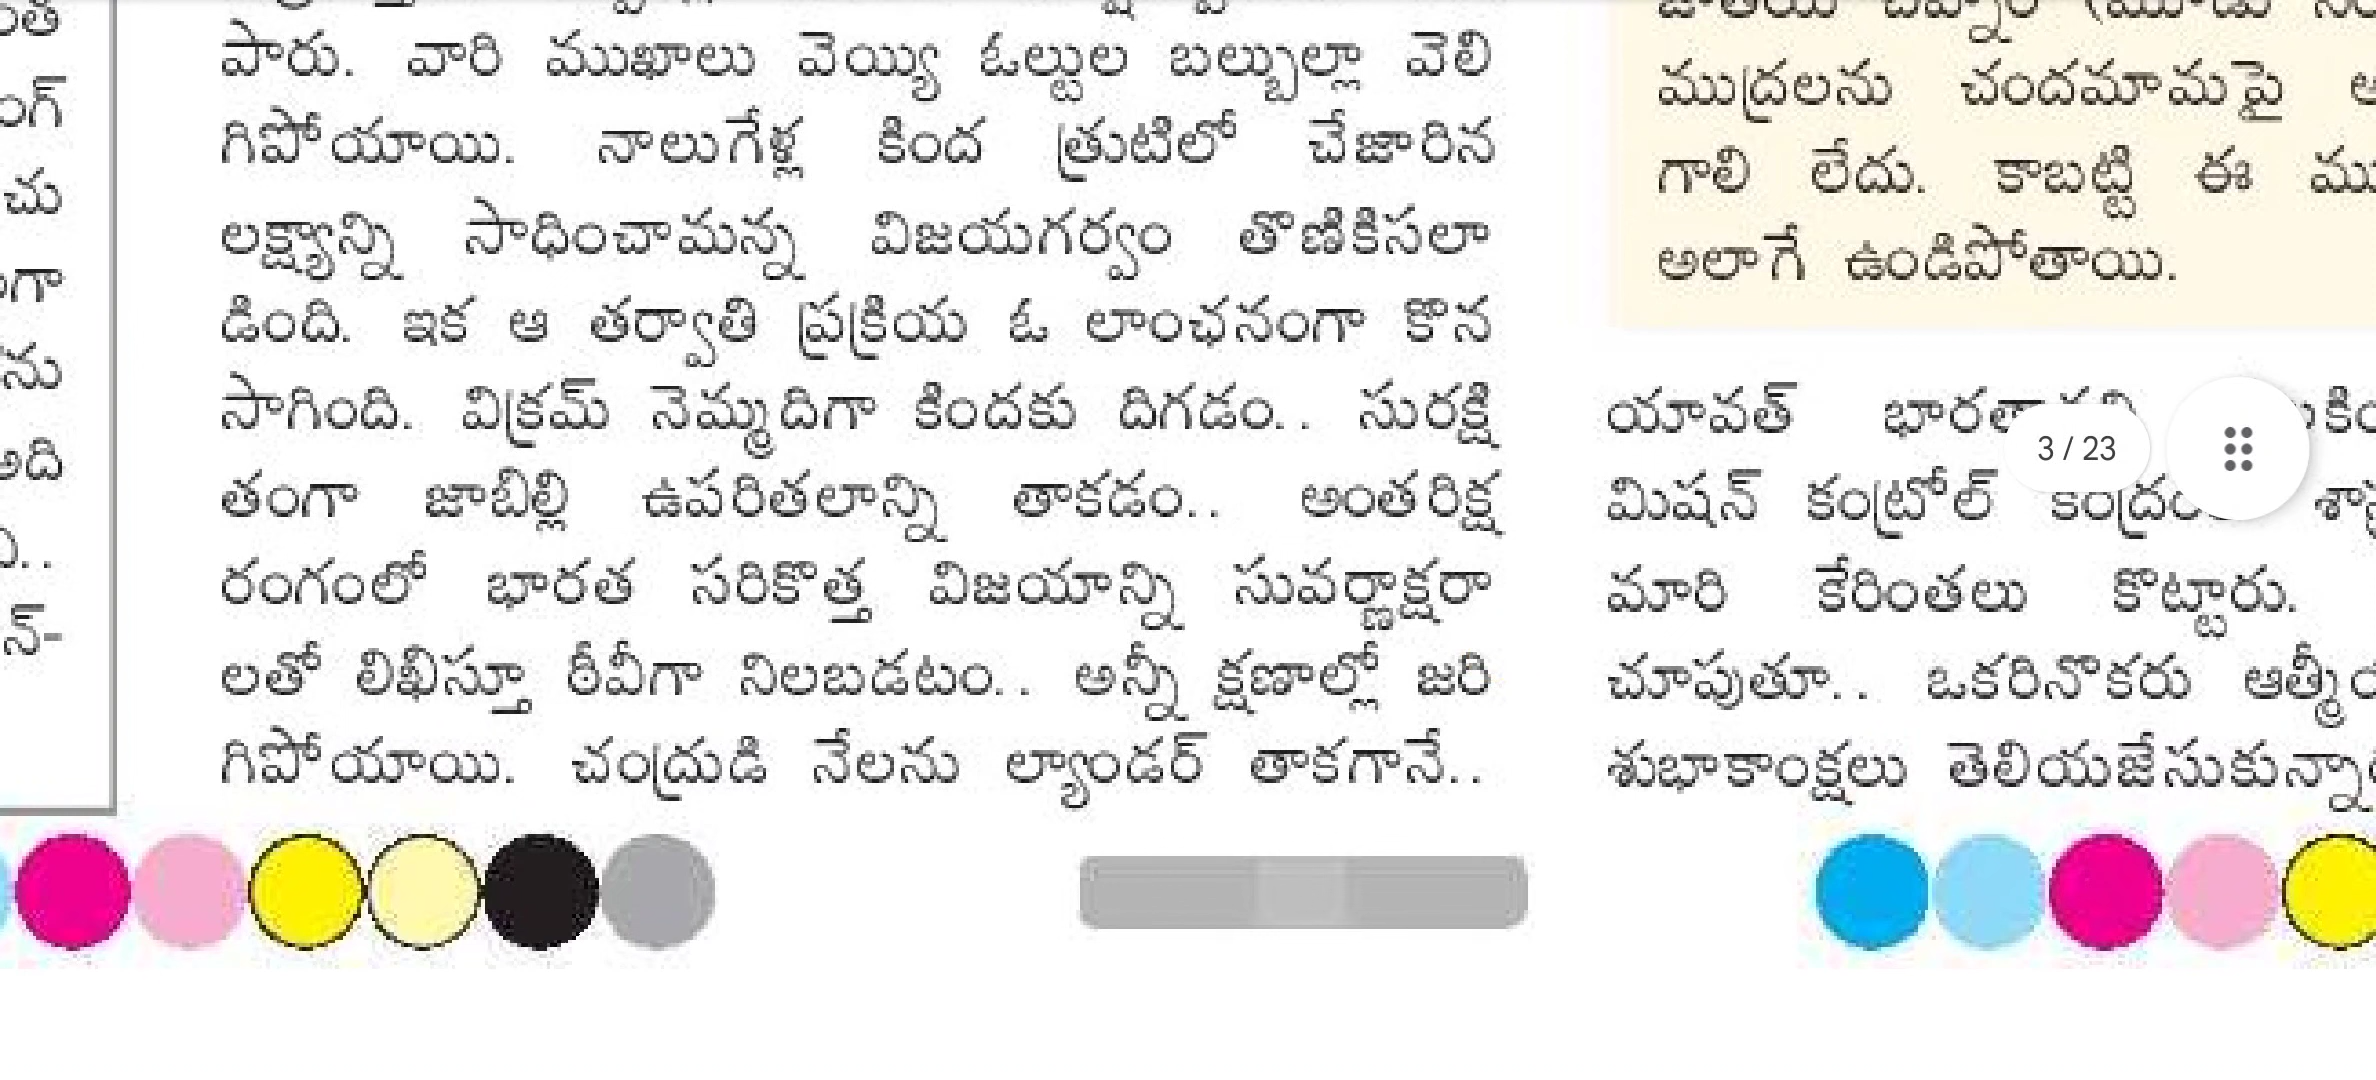 పారు. వారి ముఖాలు వెయ్యి ఓల్టుల బల్బుల్లా వెలి
గిపోయాయి. నాలుగేళ్ల కింద త్రుటిలో చేజారిన
లక్ష్యాన్ని సాధించామన్న విజయగర్వం తొణికిసలా
డింది. ఇక ఆ తర్వాతి ప్రక్రియ ఓ లాంఛనంగా కొన
సాగింది. విక్రమ్ నెమ్మదిగా కిందకు దిగడం.. సురక్షి
తంగా జాబిల్లి ఉపరితలాన్ని తాకడం.. అంతరిక్ష
రంగంలో భారత సరికొత్త విజయాన్ని సువర్ణాక్షరా
లతో లిఖిస్తూ ఠీవీగా నిలబడటం.. అన్నీ క్షణాల్లో జరి
గిపోయాయి. చంద్రుడి నేలను ల్యాండర్ తాకగానే..
ముద్రలను చందమామపై
గాలి లేదు. కాబట్టి ఈ
అలాగే ఉండిపోతాయి.
యావత్
3 / 23
మిషన్ కంట్రోల్
మారి కేరింతలు కొట్టారు.
చూపుతూ.. ఒకరినొకరు
శుభాకాంక్షలు